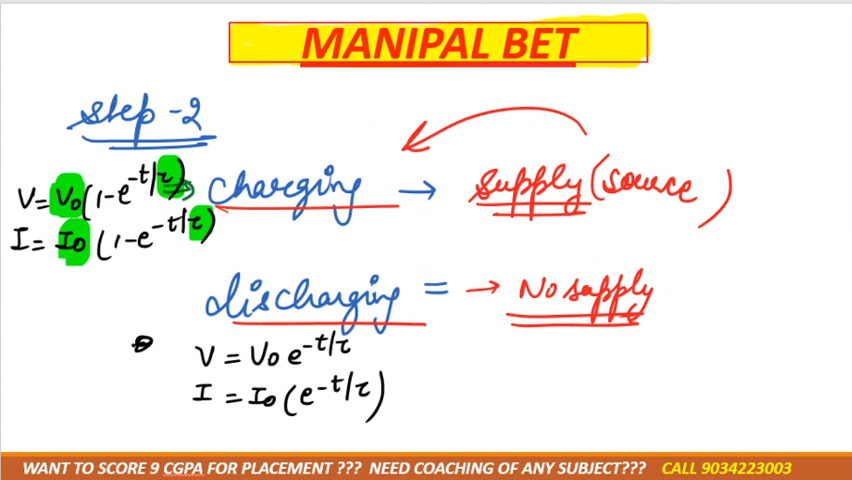 MANIPAL BET
Step-2
V = V₀ (1-e^-t/τ) ⇒ charging → supply (source)
I = I₀ (1-e^-t/τ)
discharging = → No supply
V = V₀ e^-t/τ
I = I₀ (e^-t/τ)
WANT TO SCORE 9 CGPA FOR PLACEMENT ??? NEED COACHING OF ANY SUBJECT??? CALL 9034223003